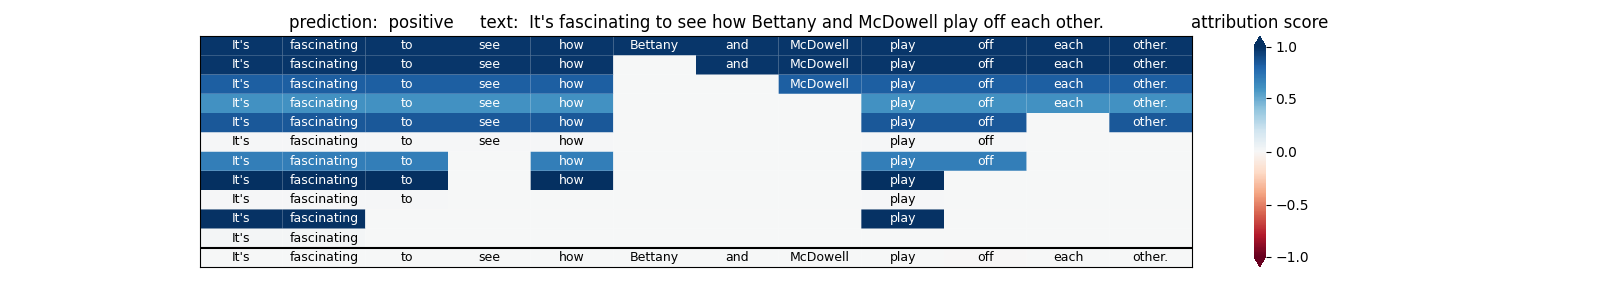 prediction:  positive     text:  It's fascinating to see how Bettany and McDowell play off each other.     attribution score
It's fascinating to see how Bettany and McDowell play off each other. 1.0
It's fascinating to see how and McDowell play off each other.
It's fascinating to see how McDowell play off each other.
It's fascinating to see how play off each other. 0.5
It's fascinating to see how play off other.
It's fascinating to see how play off 0.0
It's fascinating to how play off
It's fascinating to how play
It's fascinating to play −0.5
It's fascinating play
It's fascinating
It's fascinating to see how Bettany and McDowell play off each other. −1.0